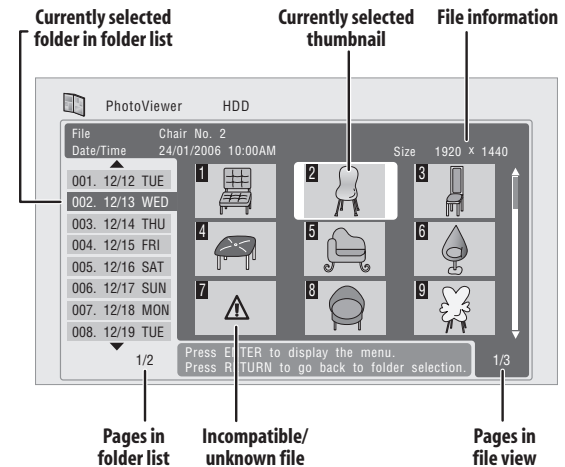 Currently selected
folder in folder list
Currently selected
thumbnail
File information
PhotoViewer HDD
File Chair No. 2
Date/Time 24/01/2006 10:00AM Size 1920 x 1440
001. 12/12 TUE
002. 12/13 WED
003. 12/14 THU
004. 12/15 FRI
005. 12/16 SAT
006. 12/17 SUN
007. 12/18 MON
008. 12/19 TUE
1/2
1
2
3
4
5
6
7
8
9
Press ENTER to display the menu.
Press RETURN to go back to folder selection.
1/3
Pages in
folder list
Incompatible/
unknown file
Pages in
file view